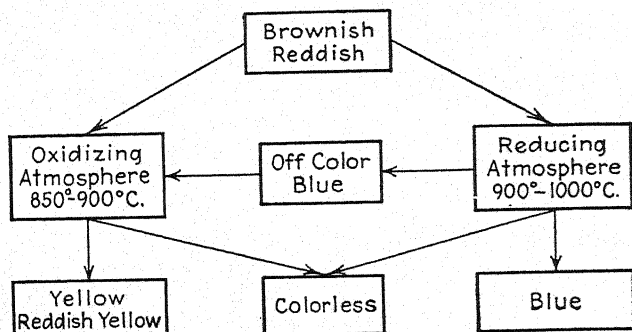 Brownish
Reddish
Oxidizing
Atmosphere
850°-900°C.
Off Color
Blue
Reducing
Atmosphere
900°-1000°C.
Yellow
Reddish Yellow
Colorless
Blue